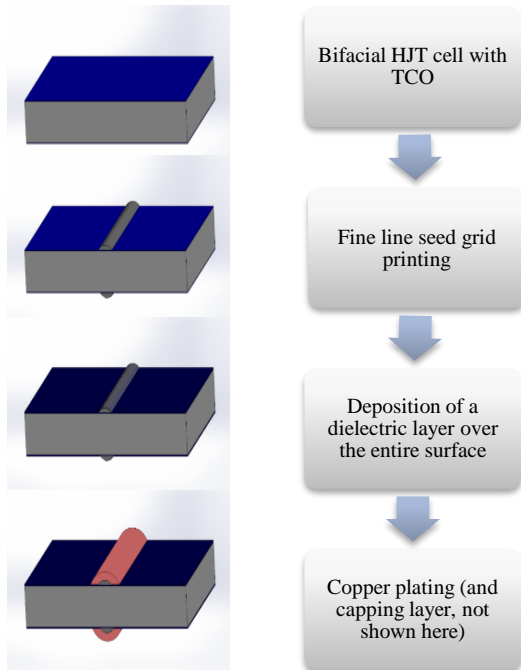 Bifacial HJT cell with
TCO
Fine line seed grid
printing
Deposition of a
dielectric layer over
the entire surface
Copper plating (and
capping layer, not
shown here)